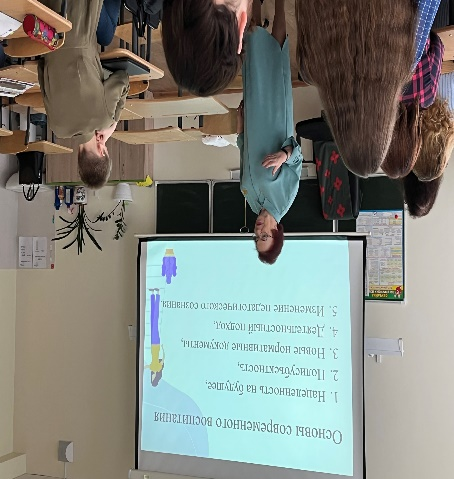 Основы современного воспитания
1. Нацеленность на будущее,
2. Полисубъктность,
3. Новые нормативные документы,
4. Деятельностный подход,
5. Изменение педагогического сознания.